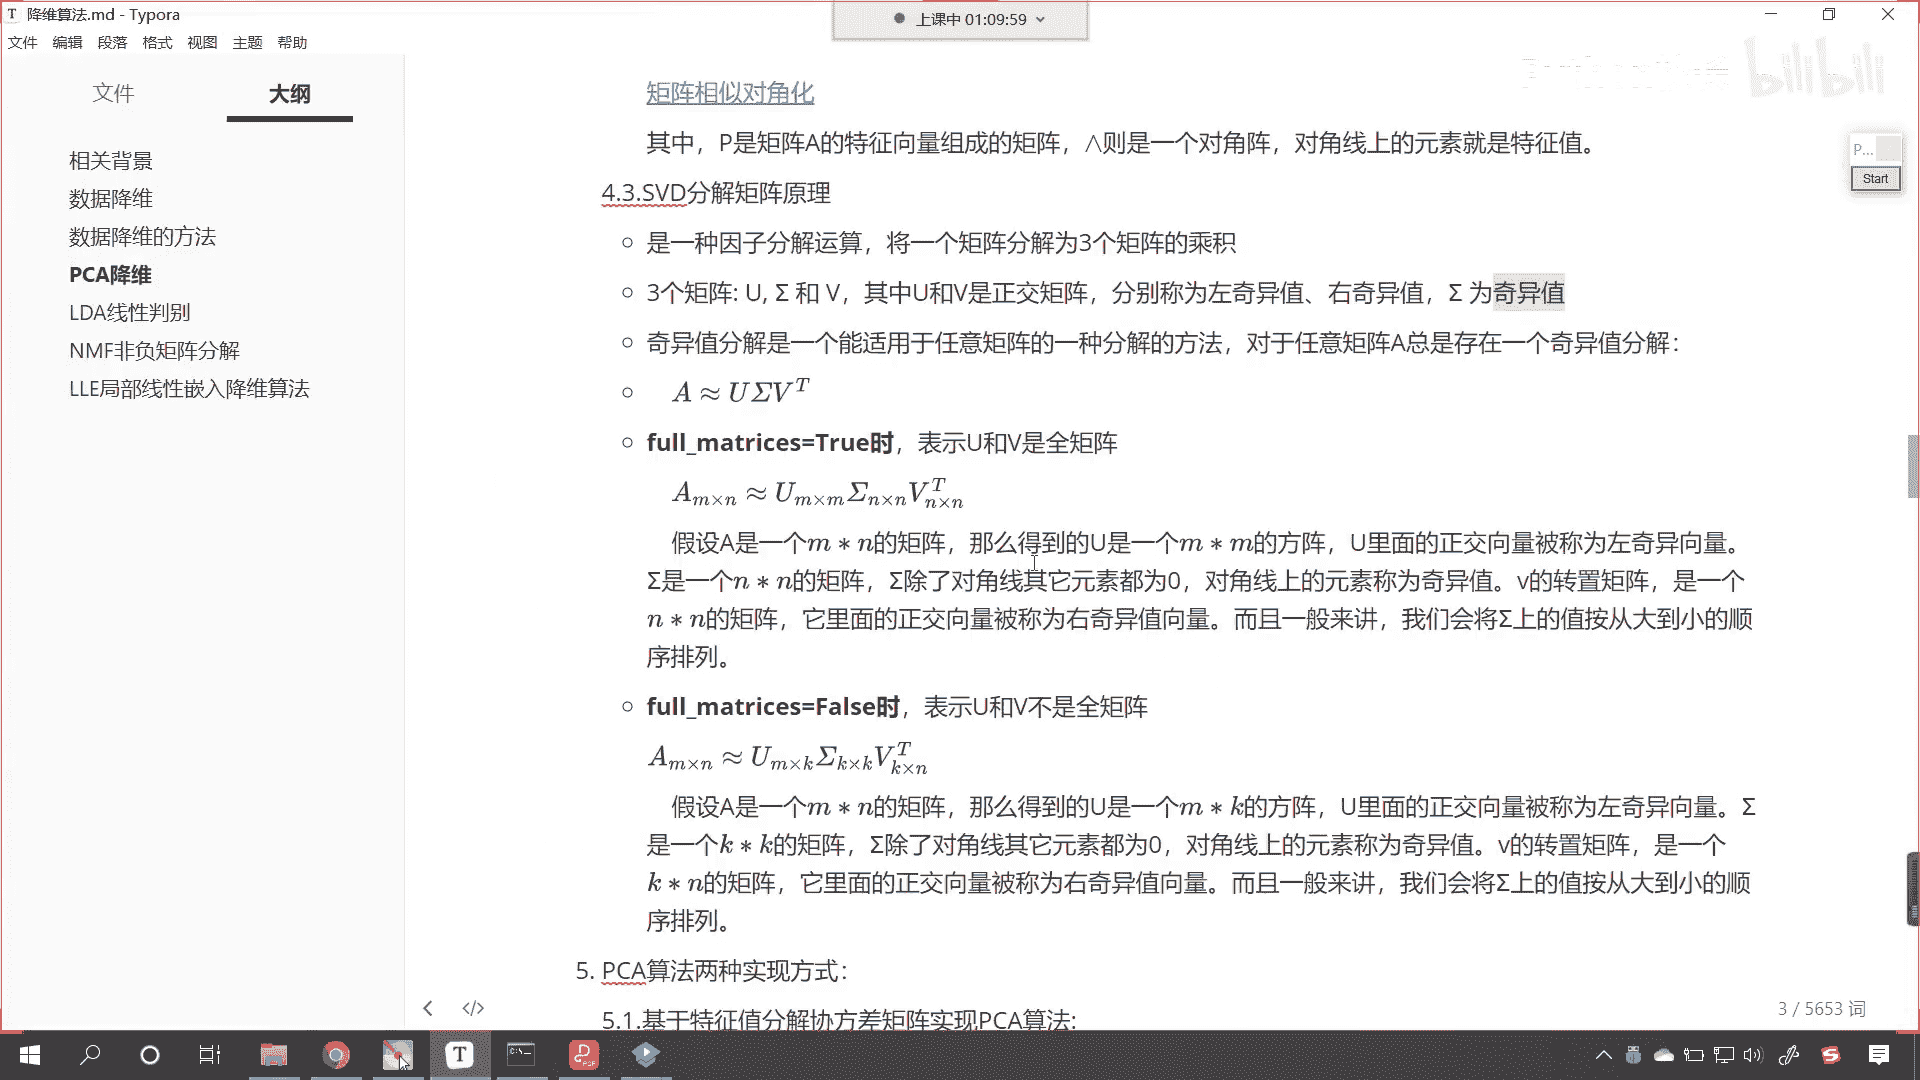 降维算法.md - Typora
上课中 01:09:59
文件 编辑 段落 格式 视图 主题 帮助
bilibili
文件 大纲
相关背景
数据降维
数据降维的方法
PCA降维
LDA线性判别
NMF非负矩阵分解
LLE局部线性嵌入降维算法
矩阵相似对角化
其中，P是矩阵A的特征向量组成的矩阵，∧则是一个对角阵，对角线上的元素就是特征值。
4.3.SVD分解矩阵原理
是一种因子分解运算，将一个矩阵分解为3个矩阵的乘积
3个矩阵: U, Σ 和 V，其中U和V是正交矩阵，分别称为左奇异值、右奇异值，Σ 为奇异值
奇异值分解是一个能适用于任意矩阵的一种分解的方法，对于任意矩阵A总是存在一个奇异值分解：
A ≈ UΣV^T
full_matrices=True时，表示U和V是全矩阵
A_{m×n} ≈ U_{m×m}Σ_{n×n}V^T_{n×n}
假设A是一个m∗n的矩阵，那么得到的U是一个m∗m的方阵，U里面的正交向量被称为左奇异向量。
Σ是一个n∗n的矩阵，Σ除了对角线其它元素都为0，对角线上的元素称为奇异值。v的转置矩阵，是一个
n∗n的矩阵，它里面的正交向量被称为右奇异值向量。而且一般来讲，我们会将Σ上的值按从大到小的顺
序排列。
full_matrices=False时，表示U和V不是全矩阵
A_{m×n} ≈ U_{m×k}Σ_{k×k}V^T_{k×n}
假设A是一个m∗n的矩阵，那么得到的U是一个m∗k的方阵，U里面的正交向量被称为左奇异向量。Σ
是一个k∗k的矩阵，Σ除了对角线其它元素都为0，对角线上的元素称为奇异值。v的转置矩阵，是一个
k∗n的矩阵，它里面的正交向量被称为右奇异值向量。而且一般来讲，我们会将Σ上的值按从大到小的顺
序排列。
5. PCA算法两种实现方式：
5.1.基于特征值分解协方差矩阵实现PCA算法:
P...
Start
3 / 5653 词